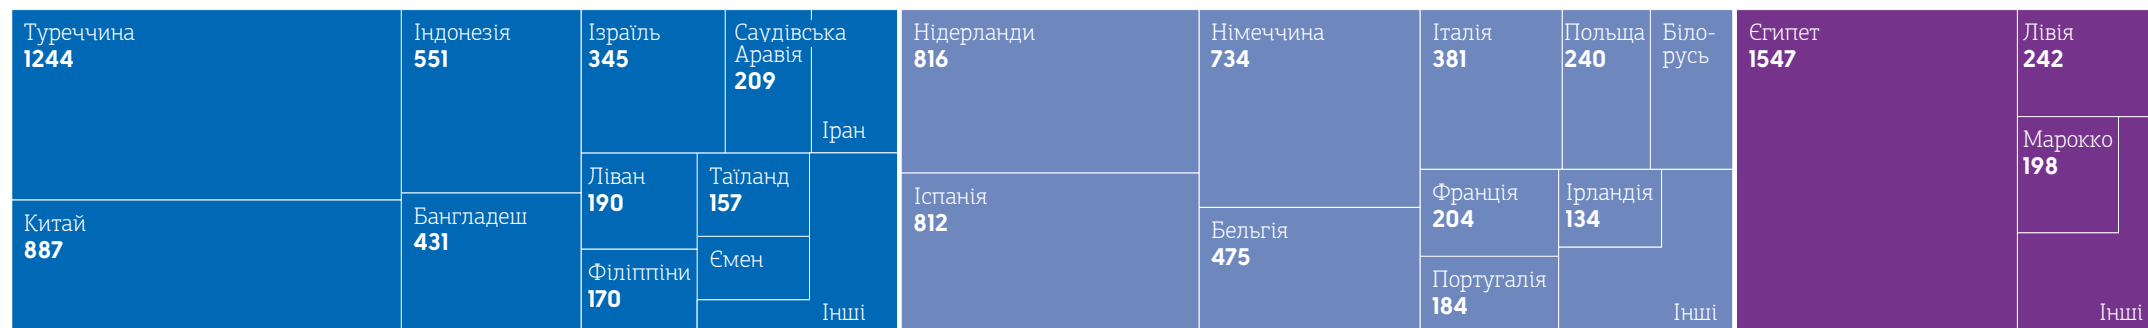 Туреччина
1244
Китай
887
Індонезія
551
Бангладеш
431
Ізраїль
345
Саудівська
Аравія
209
Іран
Ліван
190
Філіппіни
170
Таїланд
157
Ємен
Інші
Нідерланди
816
Іспанія
812
Німеччина
734
Бельгія
475
Італія
381
Польща
240
Біло-
русь
Франція
204
Португалія
184
Ірландія
134
Інші
Єгипет
1547
Лівія
242
Марокко
198
Інші